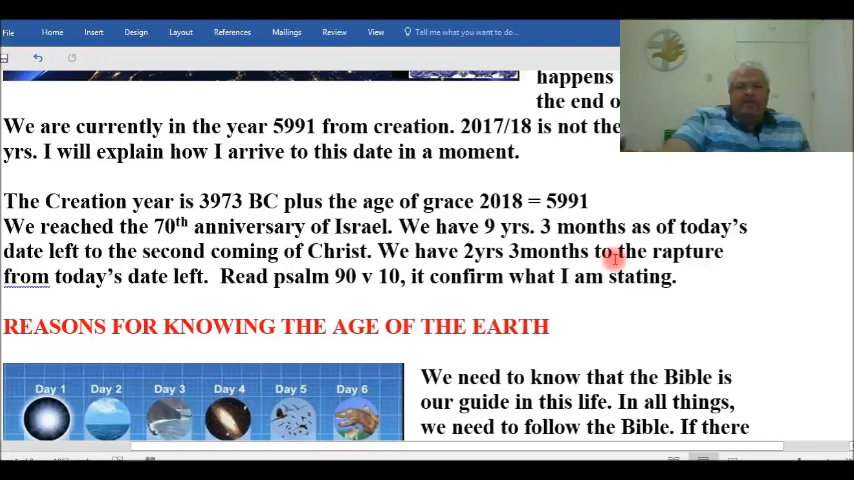 File Home Insert Design Layout References Mailings Review View Tell me what you want to do...
happens
the end o
We are currently in the year 5991 from creation. 2017/18 is not the
yrs. I will explain how I arrive to this date in a moment.
The Creation year is 3973 BC plus the age of grace 2018 = 5991
We reached the 70th anniversary of Israel. We have 9 yrs. 3 months as of today's
date left to the second coming of Christ. We have 2yrs 3months to the rapture
from today's date left. Read psalm 90 v 10, it confirm what I am stating.
REASONS FOR KNOWING THE AGE OF THE EARTH
Day 1 Day 2 Day 3 Day 4 Day 5 Day 6
We need to know that the Bible is
our guide in this life. In all things,
we need to follow the Bible. If there